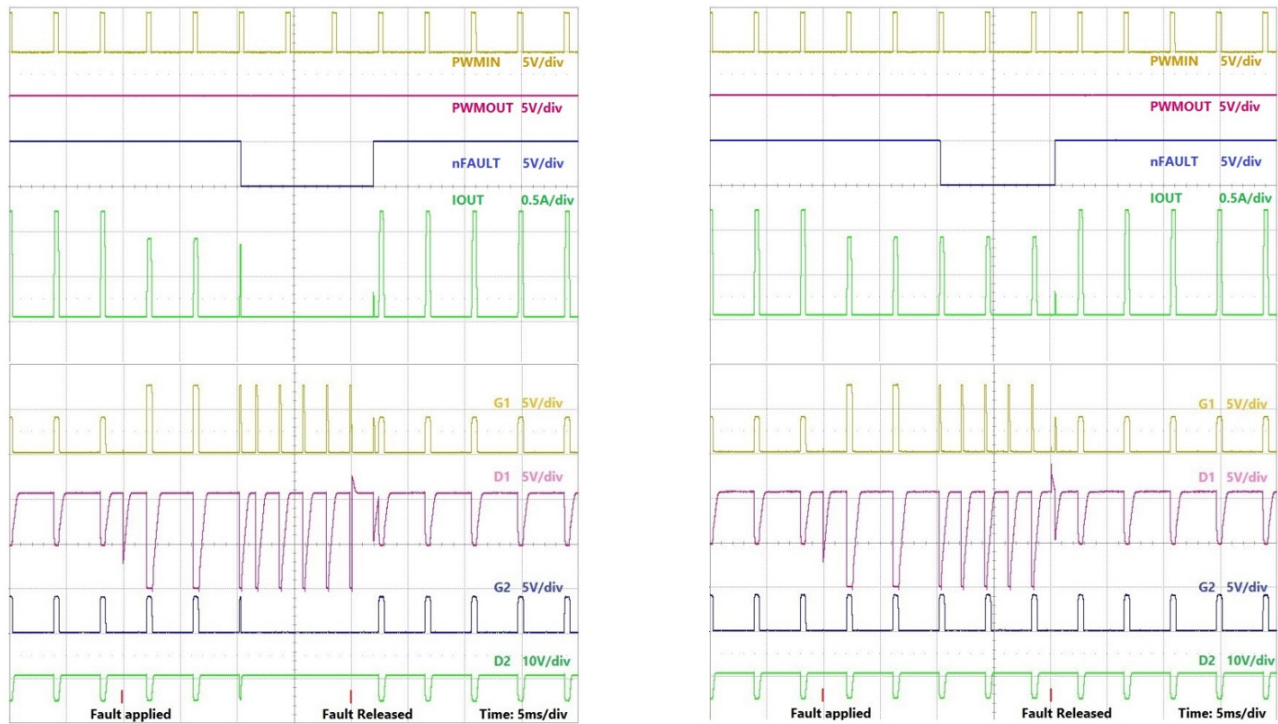 PWMIN 5V/div
PWMOUT 5V/div
nFAULT 5V/div
IOUT 0.5A/div
G1 5V/div
D1 5V/div
G2 5V/div
D2 10V/div
Fault applied Fault Released Time: 5ms/div
PWMIN 5V/div
PWMOUT 5V/div
nFAULT 5V/div
IOUT 0.5A/div
G1 5V/div
D1 5V/div
G2 5V/div
D2 10V/div
Fault applied Fault Released Time: 5ms/div